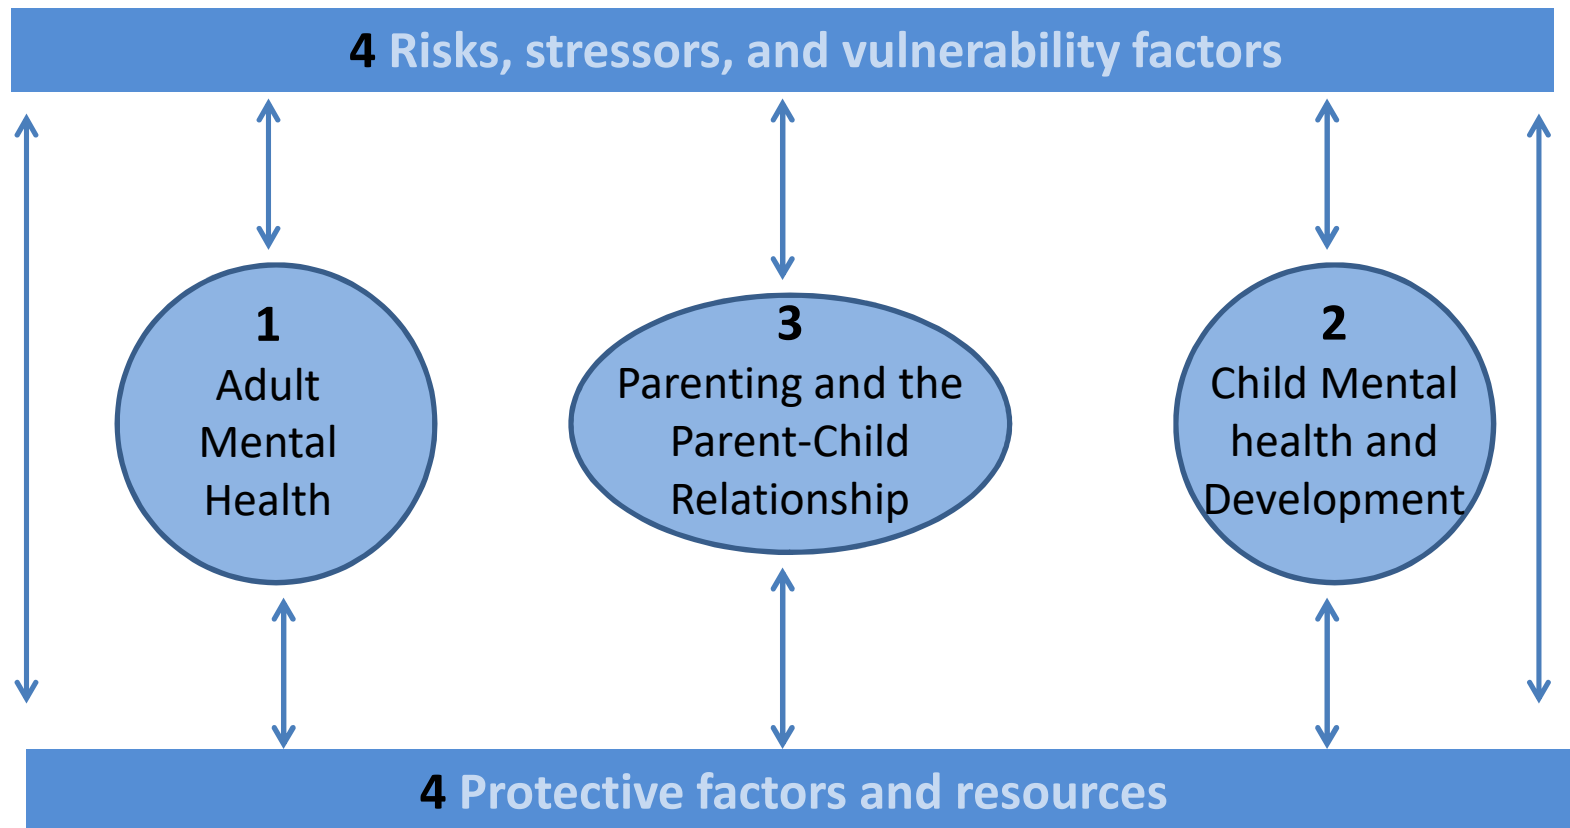 4 Risks, stressors, and vulnerability factors
1
Adult
Mental
Health
3
Parenting and the
Parent-Child
Relationship
2
Child Mental
health and
Development
4 Protective factors and resources